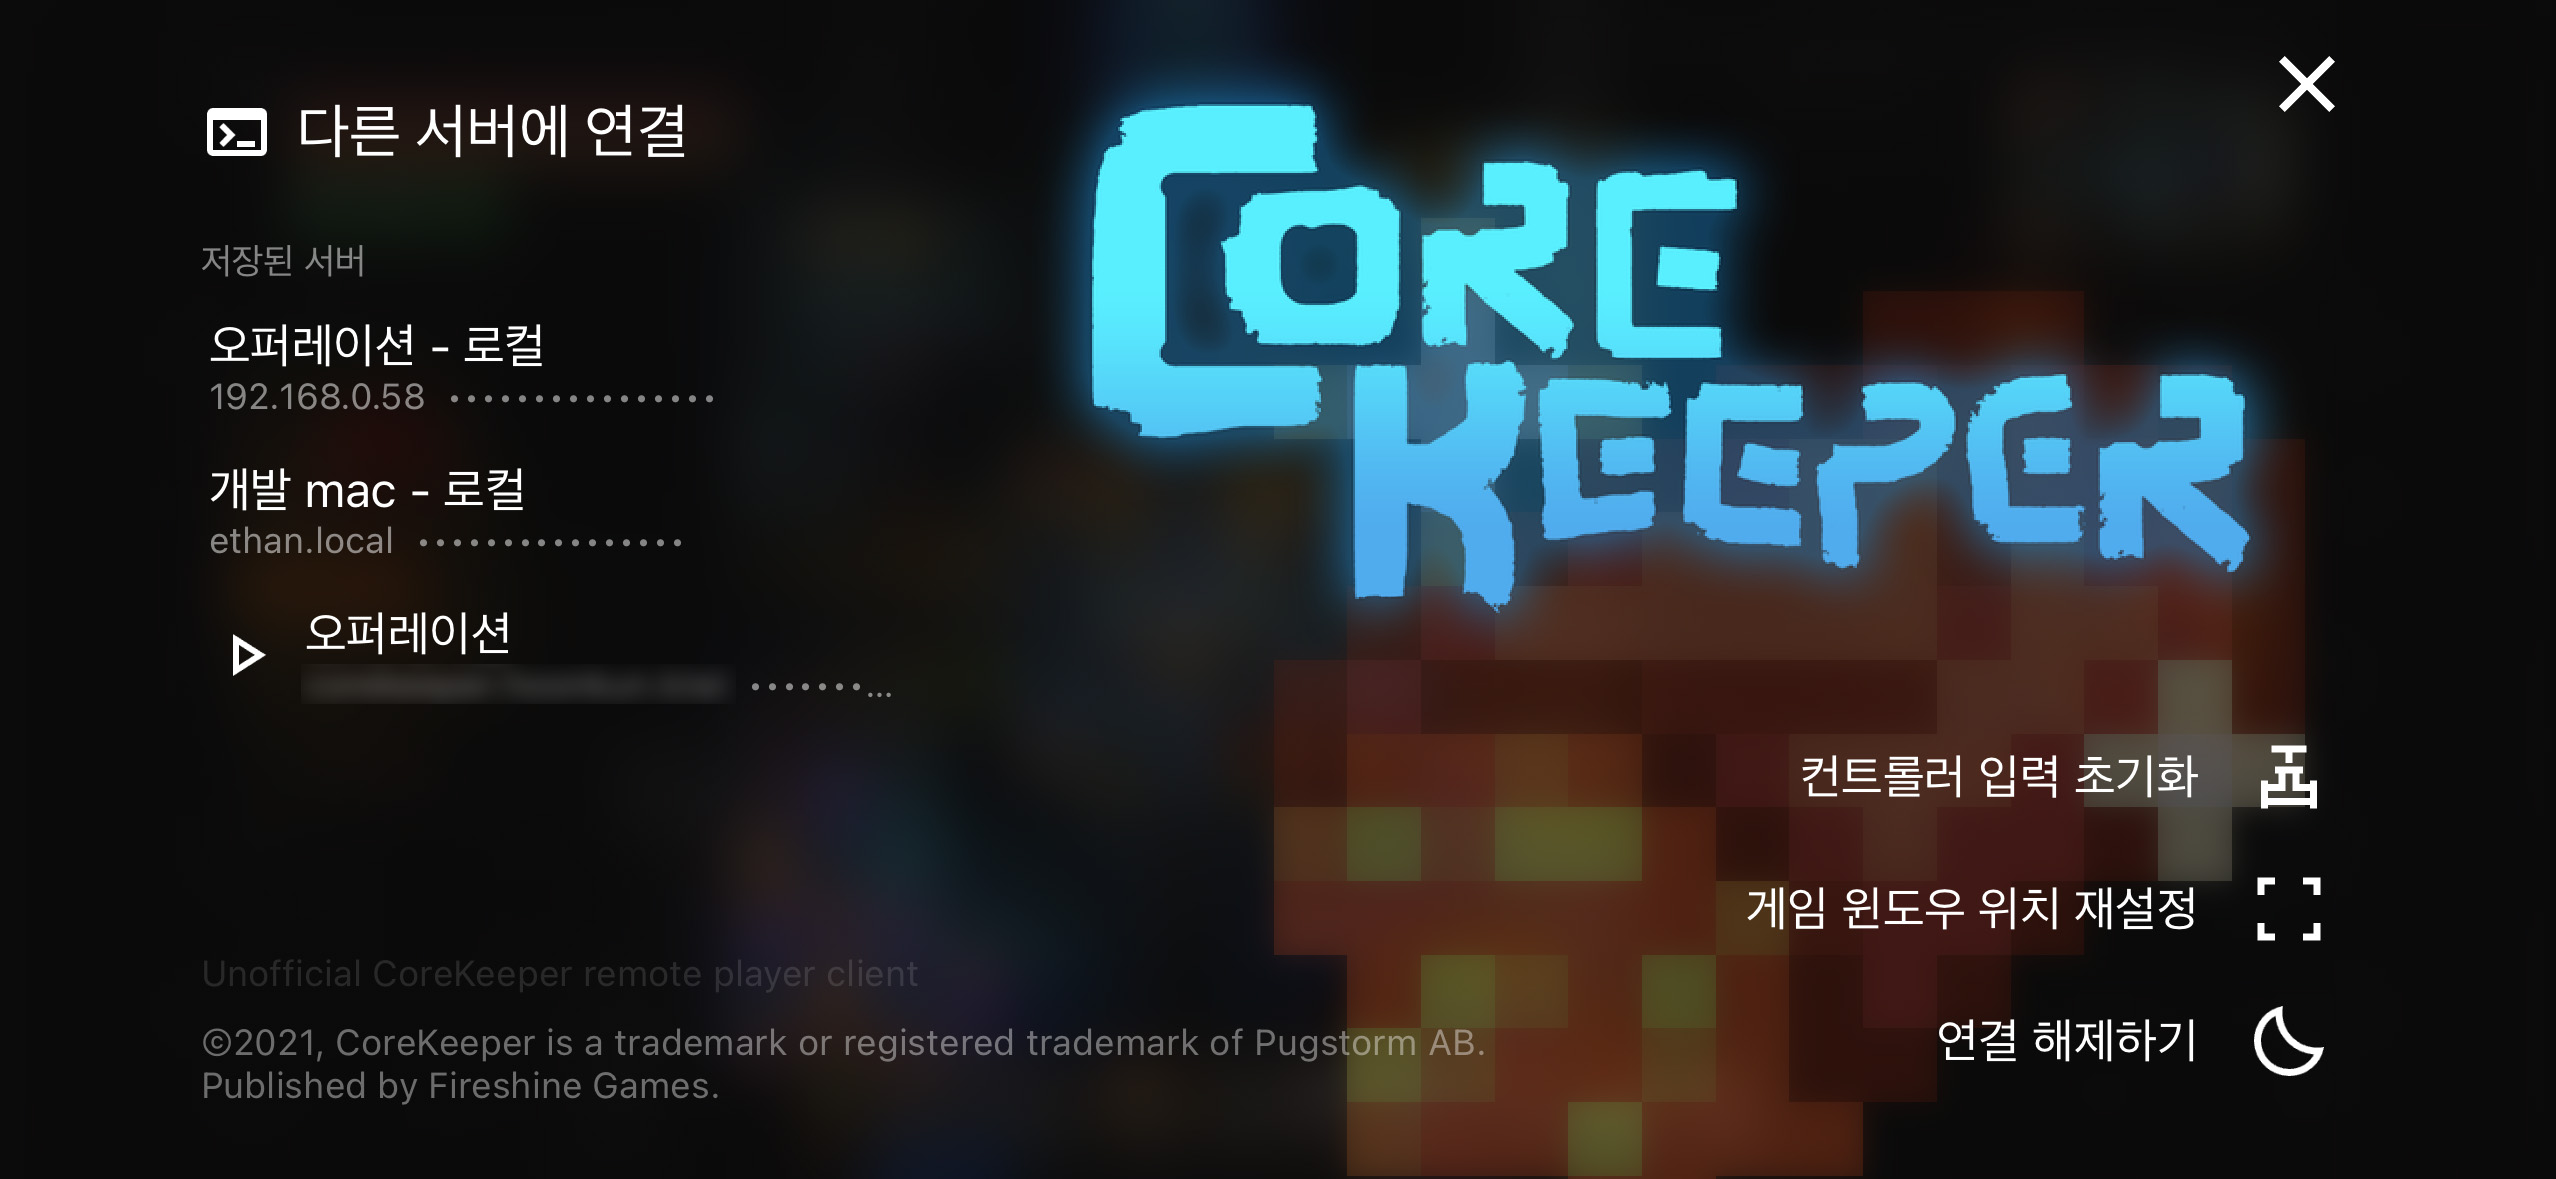 다른 서버에 연결
CORE
KEEPER
저장된 서버
오퍼레이션 - 로컬
192.168.0.58 •••••••••••••••
개발 mac - 로컬
ethan.local •••••••••••••••
오퍼레이션
•••••••...
컨트롤러 입력 초기화
게임 윈도우 위치 재설정
연결 해제하기
Unofficial CoreKeeper remote player client
©2021, CoreKeeper is a trademark or registered trademark of Pugstorm AB.
Published by Fireshine Games.